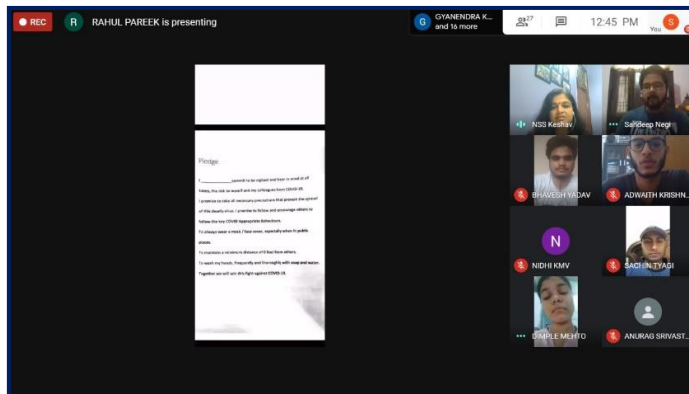 REC
R RAHUL PAREEK is presenting
G GYANENDRA K...
and 16 more
27
12:45 PM
You
S
Pledge
I ____________ commit to be vigilant and bear in mind at all
times, the risk to myself and my colleagues from COVID-19.
I promise to take all necessary precautions that prevent the spread
of this deadly virus. I promise to follow and encourage others to
follow the key COVID Appropriate Behaviours.
To always wear a mask / face cover, especially when in public
places.
To maintain a minimum distance of 6 feet from others.
To wash my hands, frequently and thoroughly with soap and water.
Together we will win this fight against COVID-19.
NSS Keshav
Sandeep Negi
BHAVESH YADAV
ADWAITH KRISHN...
N
NIDHI KMV
SACHIN TYAGI
DIMPLE MEHTO
ANURAG SRIVAST...